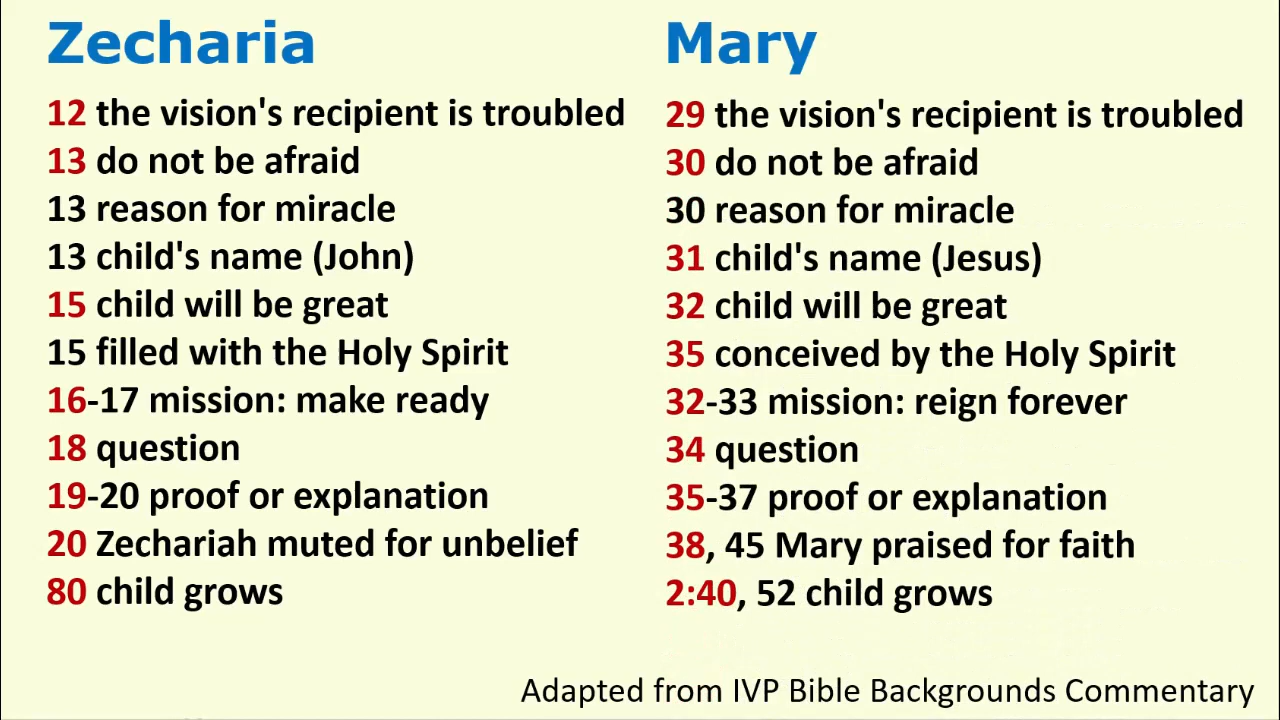 Zecharia
12 the vision's recipient is troubled
13 do not be afraid
13 reason for miracle
13 child's name (John)
15 child will be great
15 filled with the Holy Spirit
16-17 mission: make ready
18 question
19-20 proof or explanation
20 Zechariah muted for unbelief
80 child grows
Mary
29 the vision's recipient is troubled
30 do not be afraid
30 reason for miracle
31 child's name (Jesus)
32 child will be great
35 conceived by the Holy Spirit
32-33 mission: reign forever
34 question
35-37 proof or explanation
38, 45 Mary praised for faith
2:40, 52 child grows
Adapted from IVP Bible Backgrounds Commentary